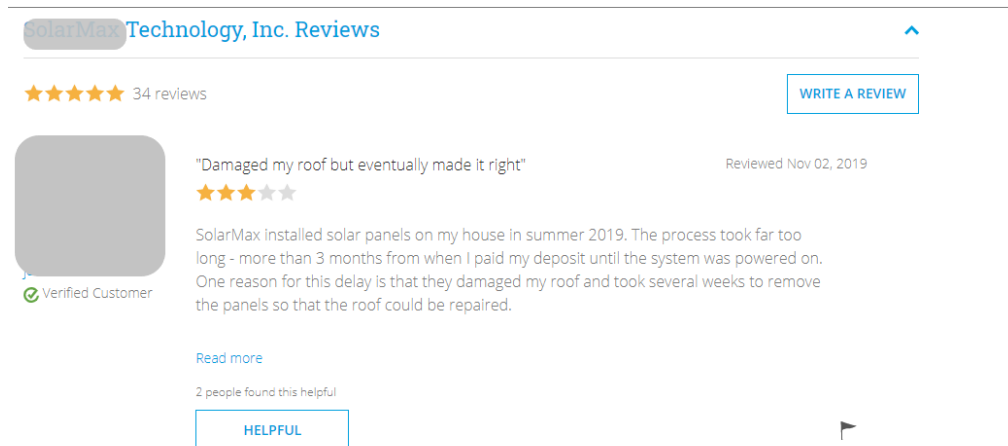 SolarMax Technology, Inc. Reviews
34 reviews
WRITE A REVIEW
"Damaged my roof but eventually made it right"
Reviewed Nov 02, 2019
SolarMax installed solar panels on my house in summer 2019. The process took far too
long - more than 3 months from when I paid my deposit until the system was powered on.
One reason for this delay is that they damaged my roof and took several weeks to remove
the panels so that the roof could be repaired.
Verified Customer
Read more
2 people found this helpful
HELPFUL